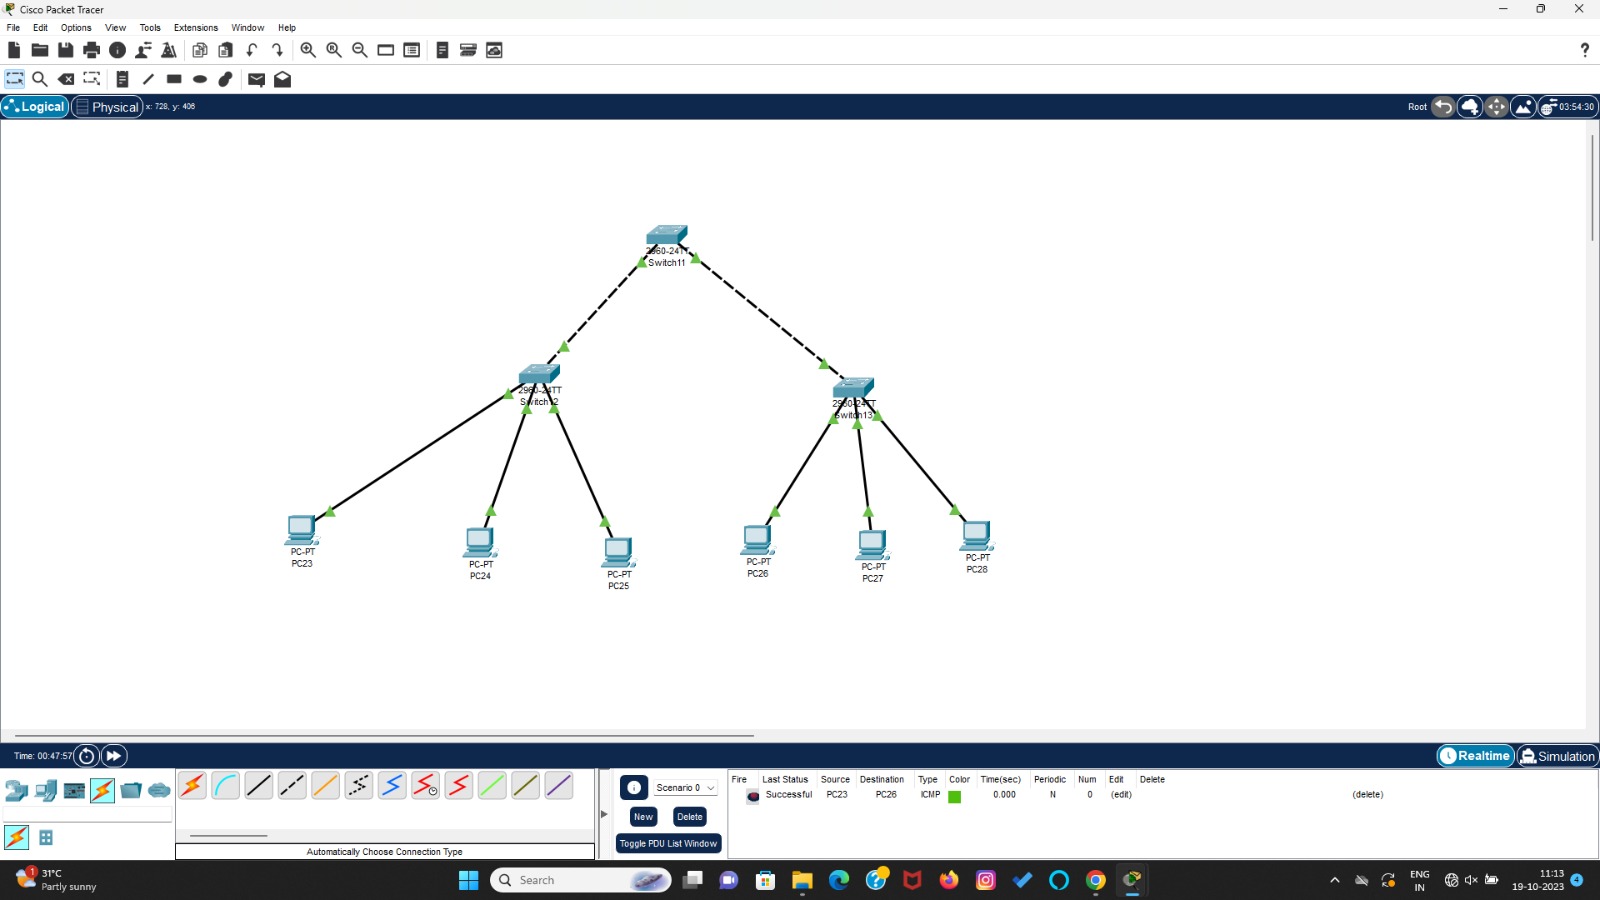 Cisco Packet Tracer
File Edit Options View Tools Extensions Window Help
Logical Physical x: 728, y: 406 Root 03:54:30
2960-24TT
Switch11
2960-24TT
Switch12
2960-24TT
Switch13
PC-PT
PC23
PC-PT
PC24
PC-PT
PC25
PC-PT
PC26
PC-PT
PC27
PC-PT
PC28
Time: 00:47:57 Realtime Simulation
Scenario 0
New Delete
Toggle PDU List Window
Fire Last Status Source Destination Type Color Time(sec) Periodic Num Edit Delete
Successful PC23 PC26 ICMP 0.000 N 0 (edit) (delete)
Automatically Choose Connection Type
1
31°C
Partly sunny
Search
ENG
IN
11:13
19-10-2023
4